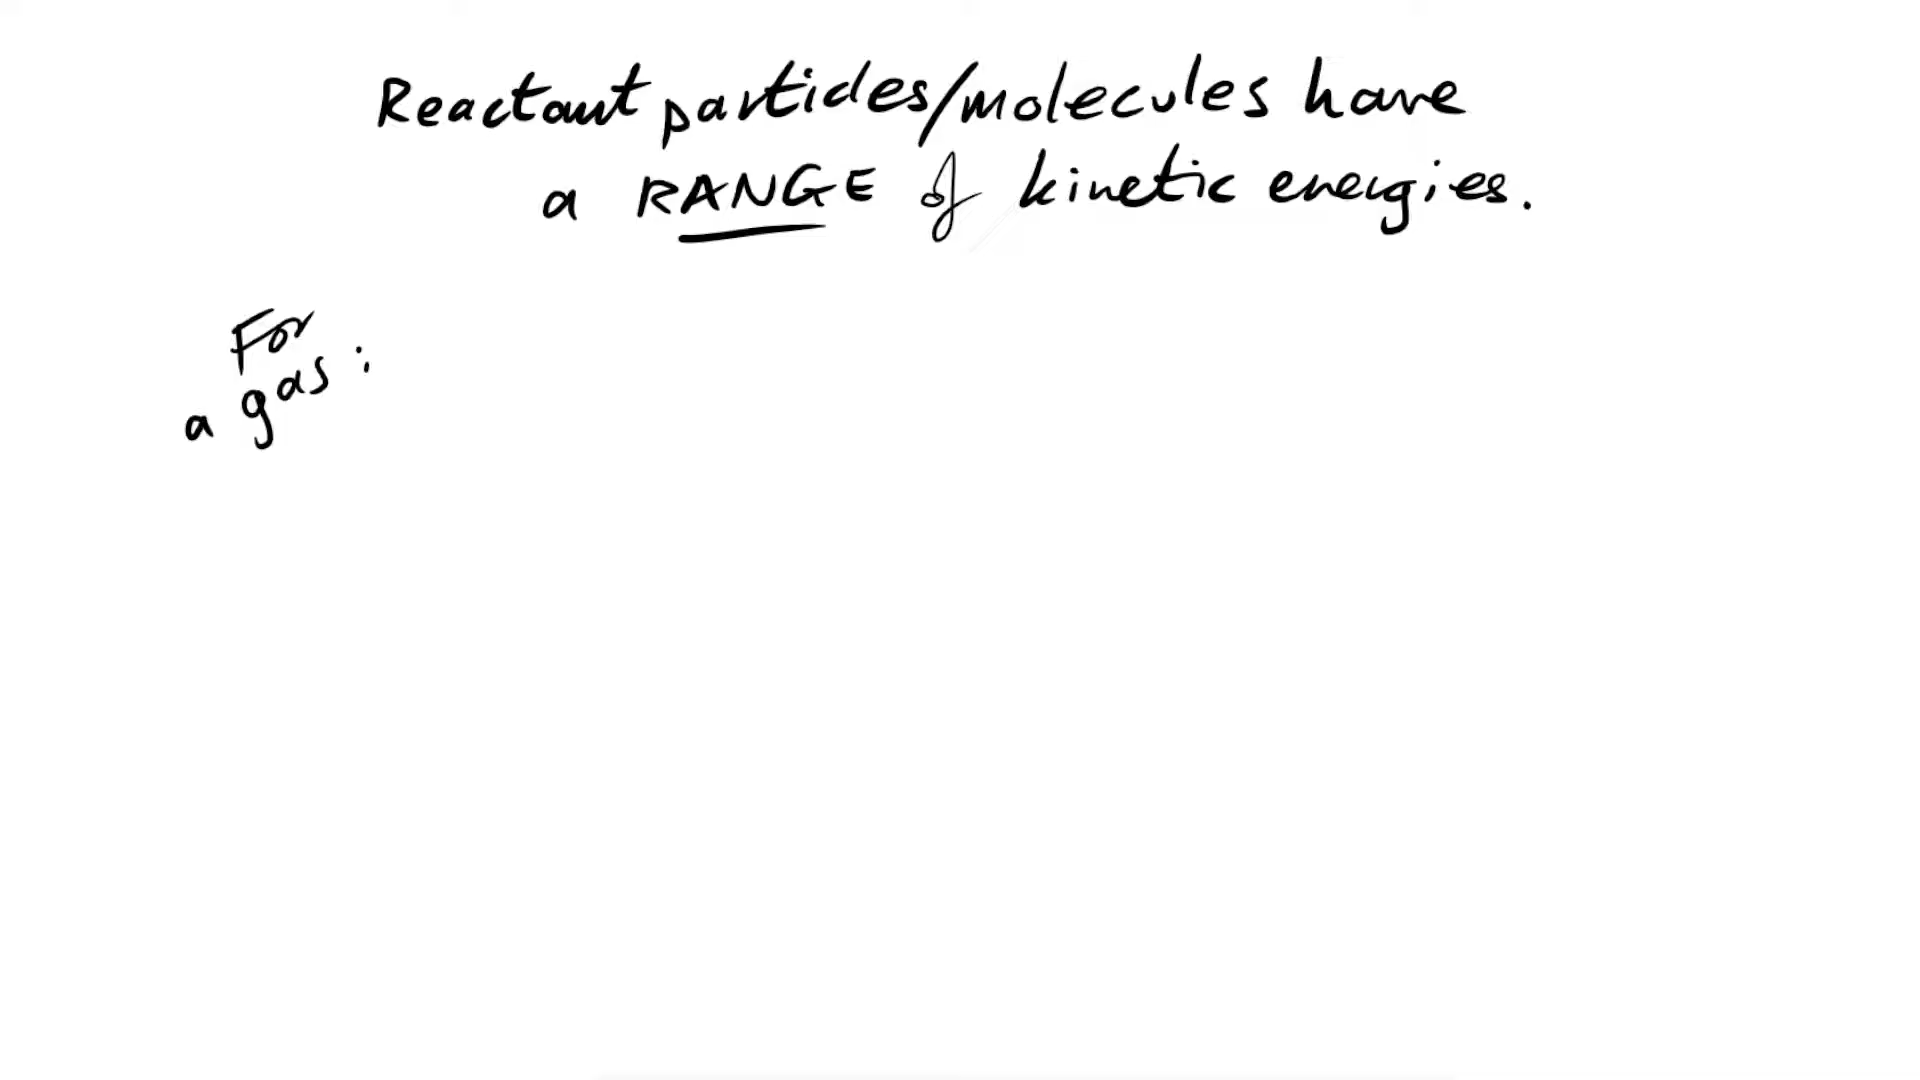 Reactant particles/molecules have
a RANGE of kinetic energies.
For
a gas: